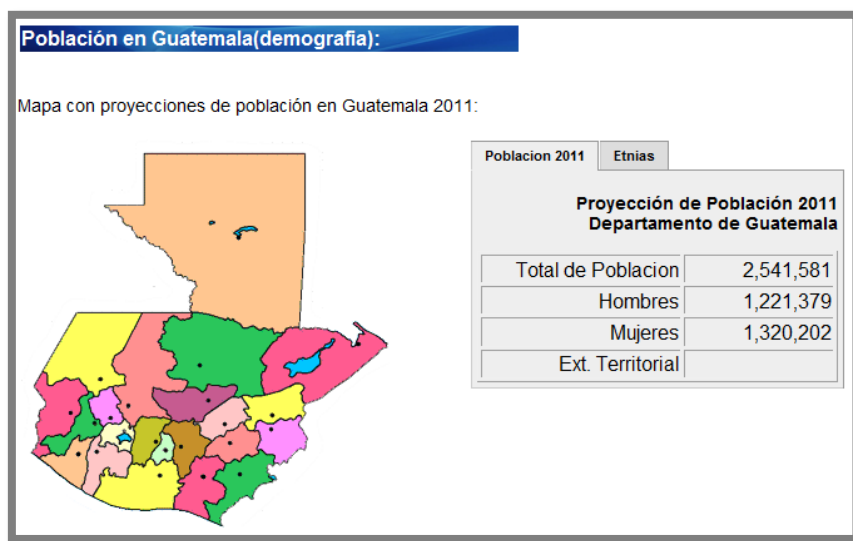 Población en Guatemala(demografia):
Mapa con proyecciones de población en Guatemala 2011:
Poblacion 2011 Etnias
Proyección de Población 2011
Departamento de Guatemala
Total de Poblacion 2,541,581
Hombres 1,221,379
Mujeres 1,320,202
Ext. Territorial